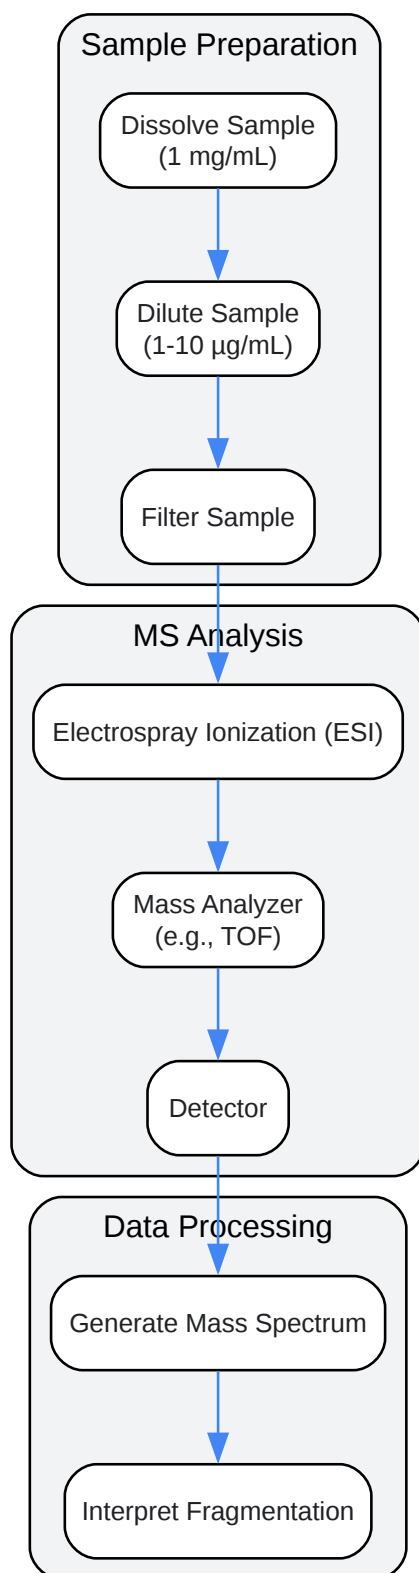 Sample Preparation
Dissolve Sample
(1 mg/mL)
Dilute Sample
(1-10 µg/mL)
Filter Sample
MS Analysis
Electrospray Ionization (ESI)
Mass Analyzer
(e.g., TOF)
Detector
Data Processing
Generate Mass Spectrum
Interpret Fragmentation